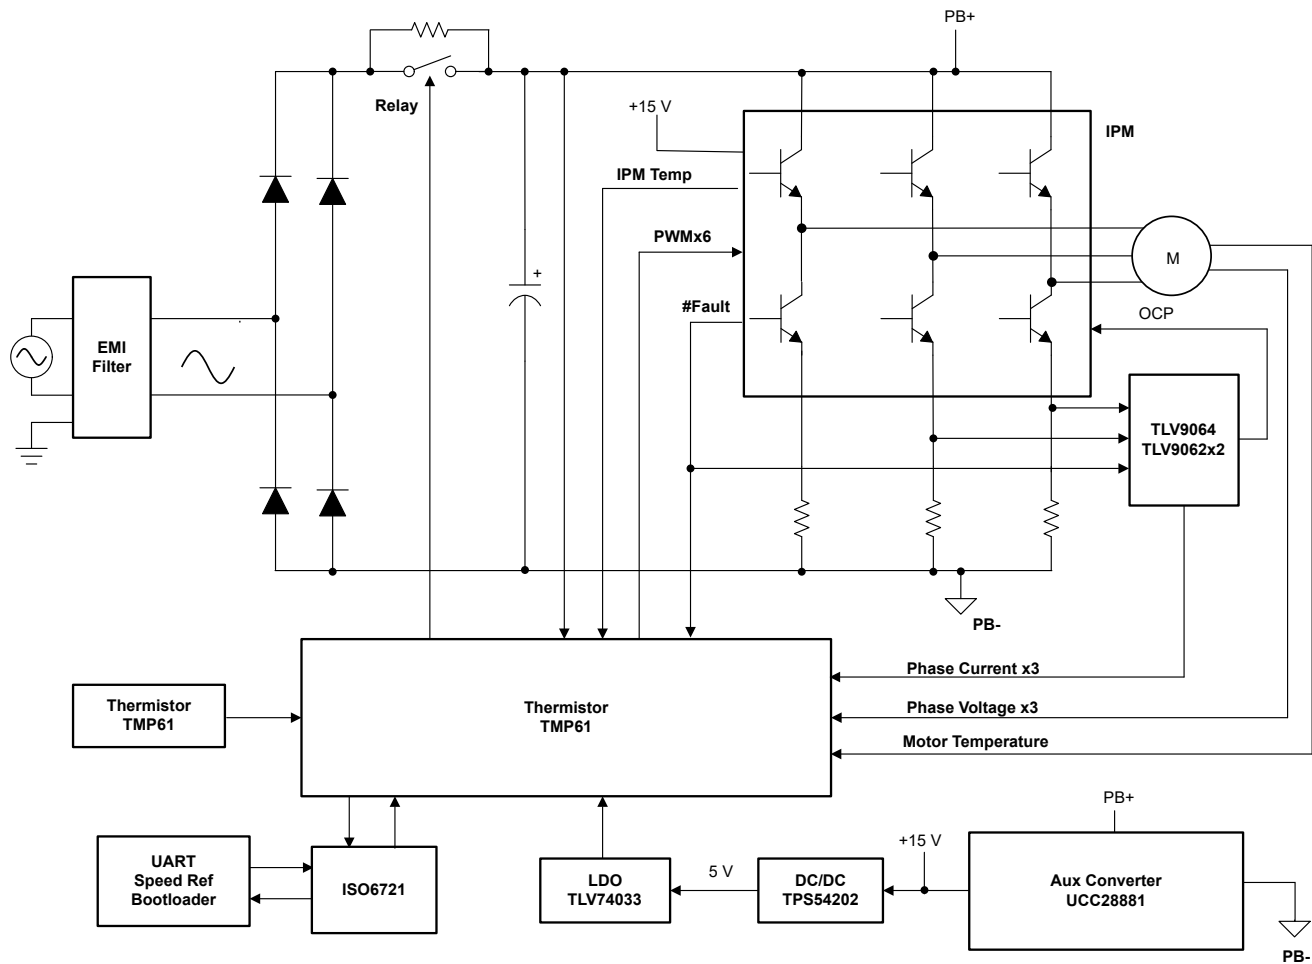 PB+
Relay
+15 V
IPM
IPM Temp
PWMx6
M
#Fault
OCP
EMI
Filter
+
TLV9064
TLV9062x2
PB-
Phase Current x3
Thermistor
TMP61
Thermistor
TMP61
Phase Voltage x3
Motor Temperature
PB+
+15 V
UART
Speed Ref
Bootloader
ISO6721
LDO
TLV74033
5 V
DC/DC
TPS54202
Aux Converter
UCC28881
PB-